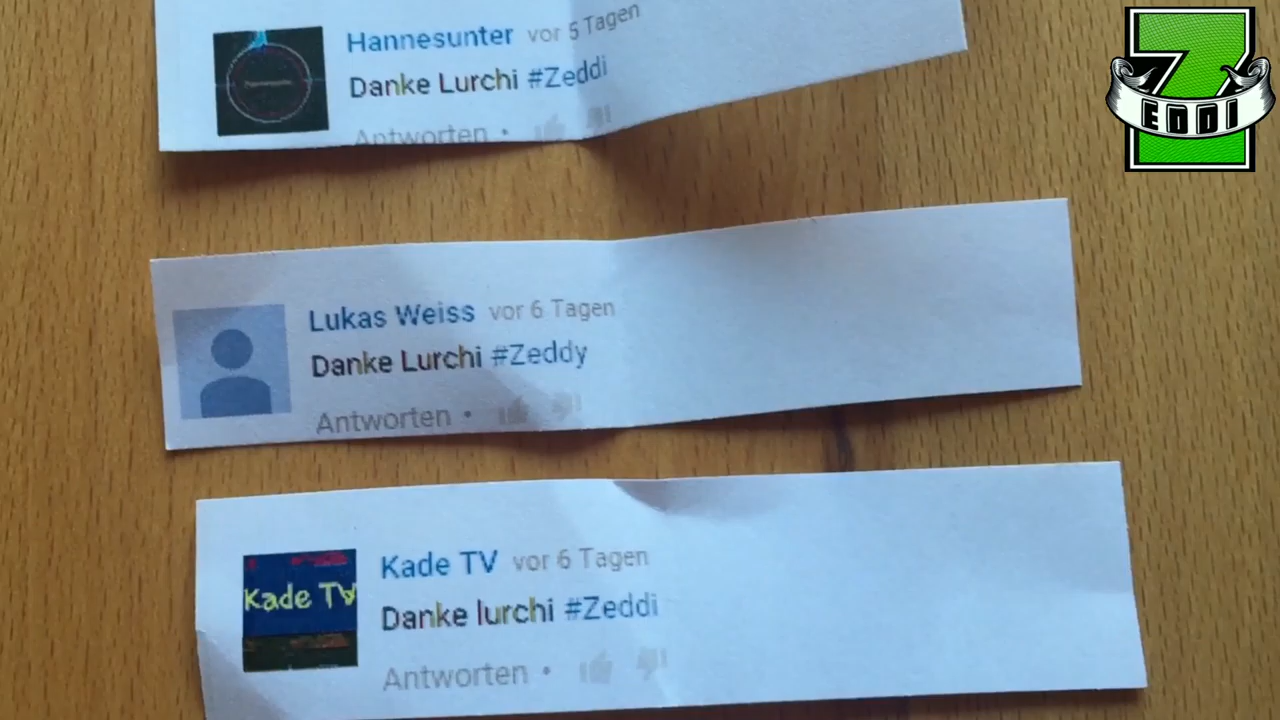 ZEDDI
Hannesunter vor 5 Tagen
Danke Lurchi #Zeddi
Antworten •
Lukas Weiss vor 6 Tagen
Danke Lurchi #Zeddy
Antworten •
Kade TV
Kade TV vor 6 Tagen
Danke lurchi #Zeddi
Antworten •